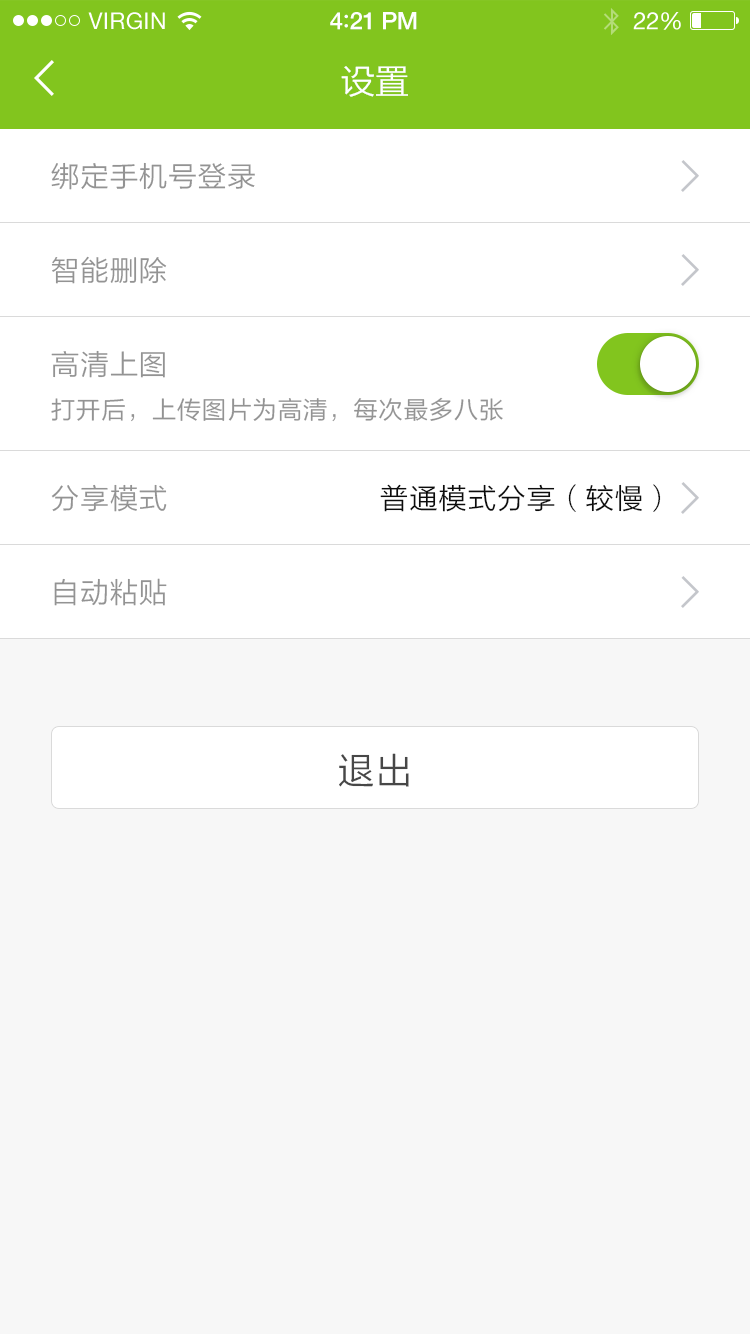 VIRGIN 4:21 PM 22%
设置
绑定手机号登录
智能删除
高清上图
打开后，上传图片为高清，每次最多八张
分享模式 普通模式分享（较慢）
自动粘贴
退出